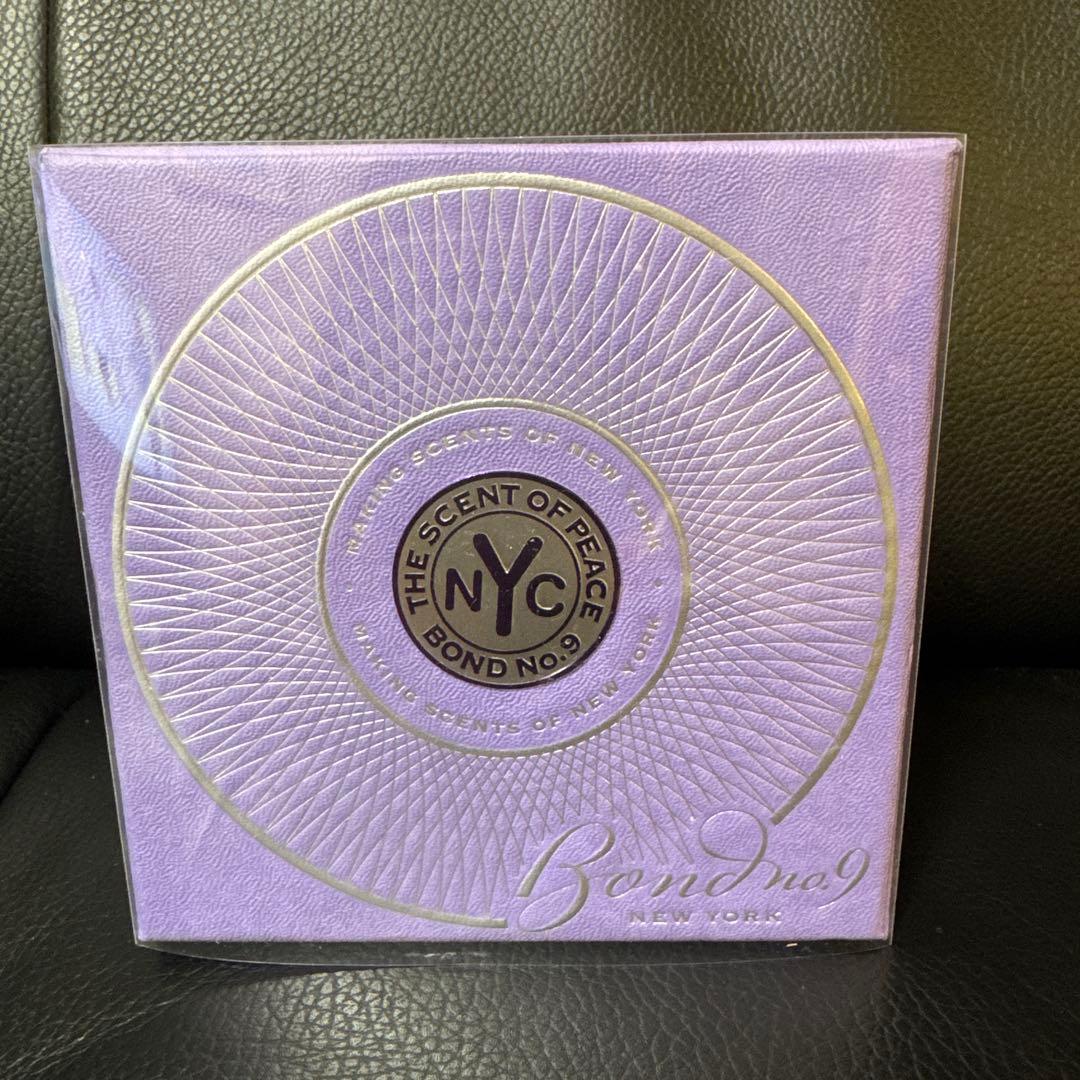 MAKING SCENTS OF NEW YORK
THE SCENT OF PEACE
NYC
BOND No.9
MAKING SCENTS OF NEW YORK
Bond no.9
NEW YORK